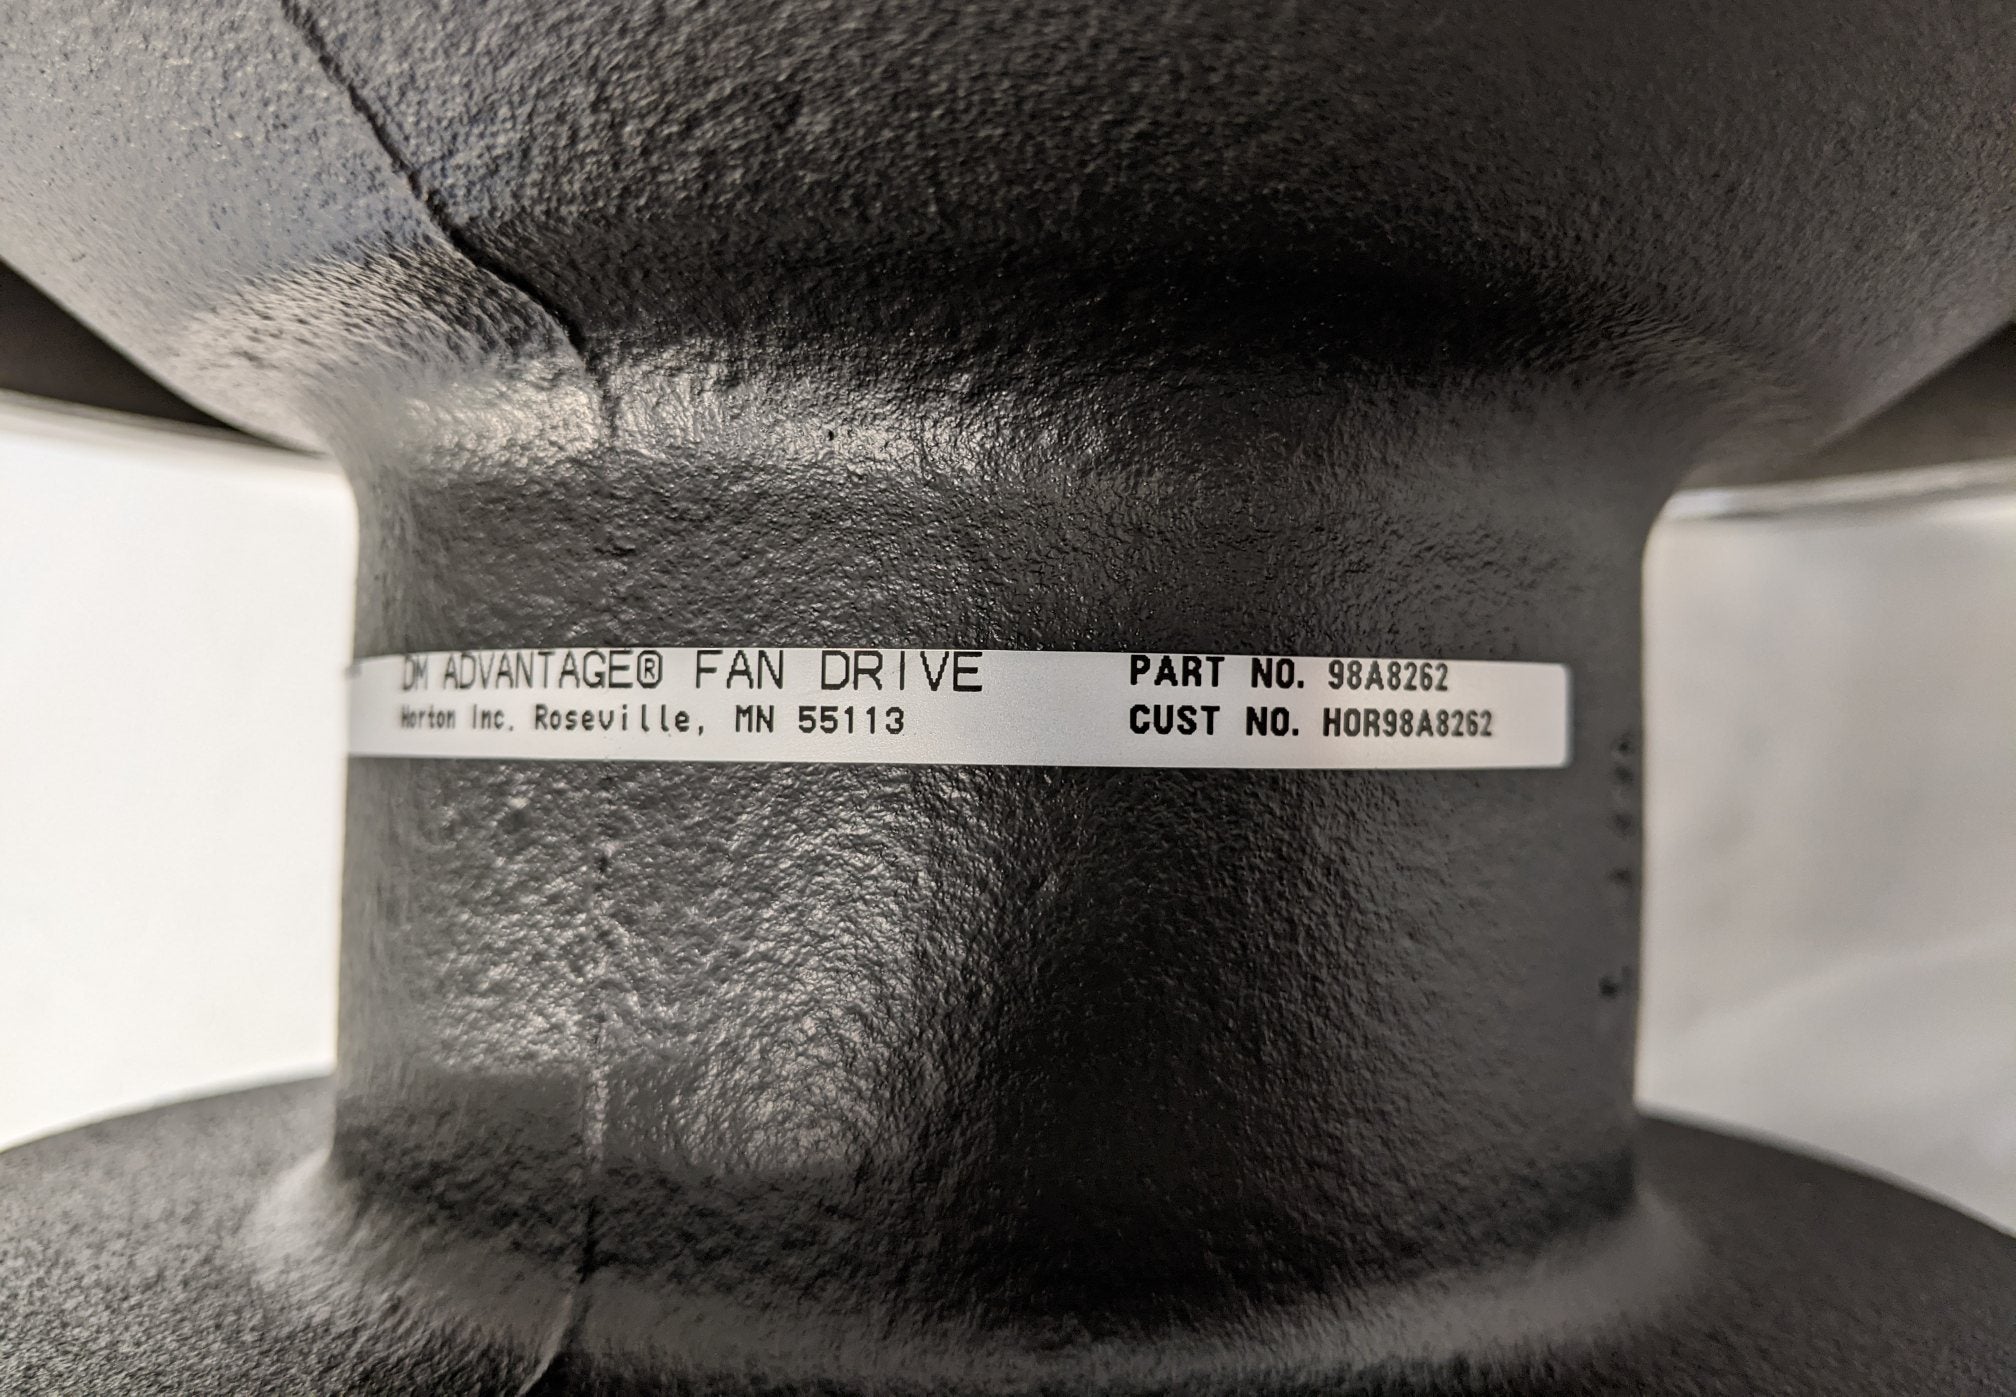 DM ADVANTAGE® FAN DRIVE
Horton Inc. Roseville, MN 55113
PART NO. 98A8262
CUST NO. HOR98A8262